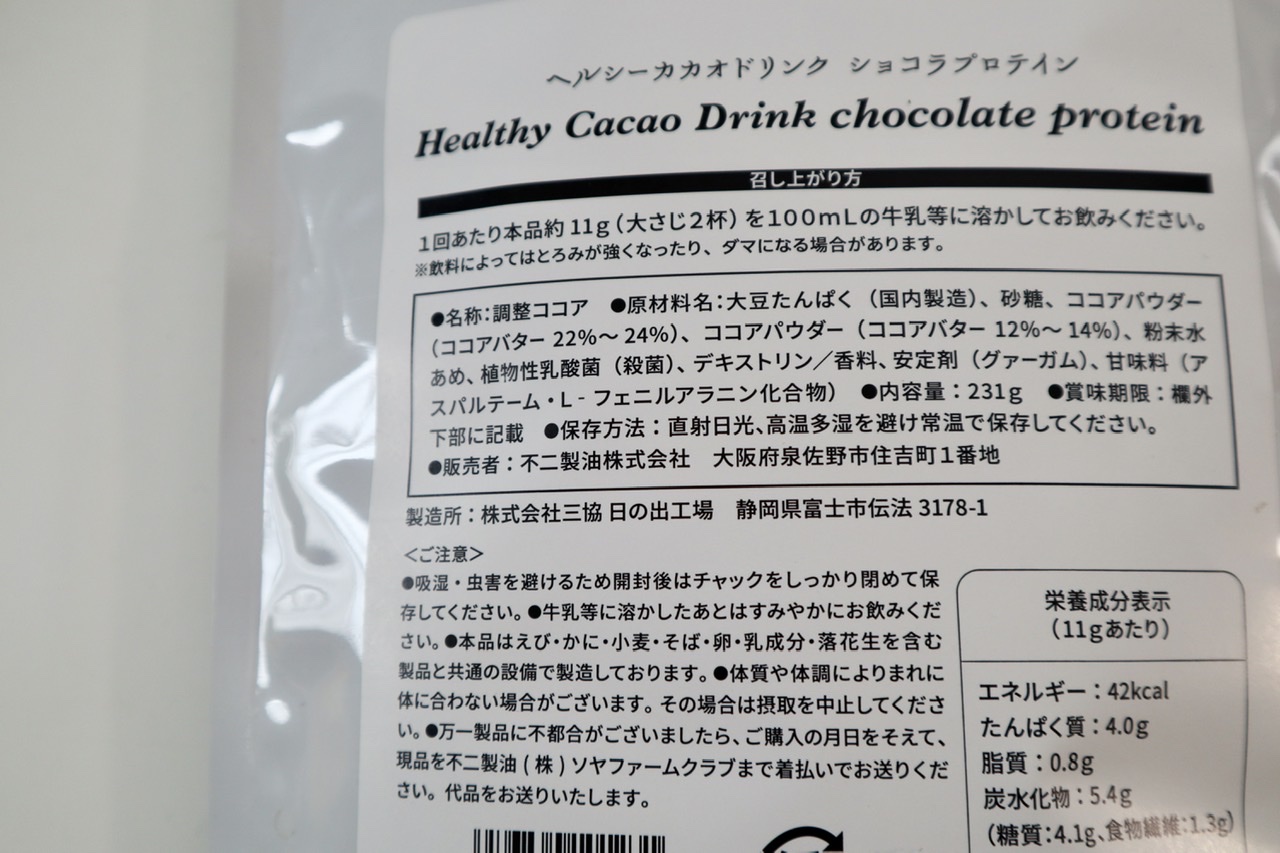 ヘルシーカカオドリンク ショコラプロテイン
Healthy Cacao Drink chocolate protein
召し上がり方
1回あたり本品約11g(大さじ2杯)を100mLの牛乳等に溶かしてお飲みください。
※飲料によってはとろみが強くなったり、ダマになる場合があります。
●名称:調整ココア ●原材料名:大豆たんぱく(国内製造)、砂糖、ココアパウダー
(ココアバター 22%〜24%)、ココアパウダー(ココアバター 12%〜14%)、粉末水
あめ、植物性乳酸菌(殺菌)、デキストリン/香料、安定剤(グァーガム)、甘味料(ア
スパルテーム・L‐フェニルアラニン化合物) ●内容量:231g ●賞味期限:欄外
下部に記載 ●保存方法:直射日光、高温多湿を避け常温で保存してください。
●販売者:不二製油株式会社 大阪府泉佐野市住吉町1番地
製造所:株式会社三協 日の出工場 静岡県富士市伝法 3178-1
<ご注意>
●吸湿・虫害を避けるため開封後はチャックをしっかり閉めて保
存してください。●牛乳等に溶かしたあとはすみやかにお飲みくだ
さい。●本品はえび・かに・小麦・そば・卵・乳成分・落花生を含む
製品と共通の設備で製造しております。●体質や体調によりまれに
体に合わない場合がございます。その場合は摂取を中止してくださ
い。●万一製品に不都合がございましたら、ご購入の月日をそえて、
現品を不二製油(株)ソヤファームクラブまで着払いでお送りくだ
さい。代品をお送りいたします。
栄養成分表示
(11gあたり)
エネルギー:42kcal
たんぱく質:4.0g
脂質:0.8g
炭水化物:5.4g
(糖質:4.1g、食物繊維:1.3g)